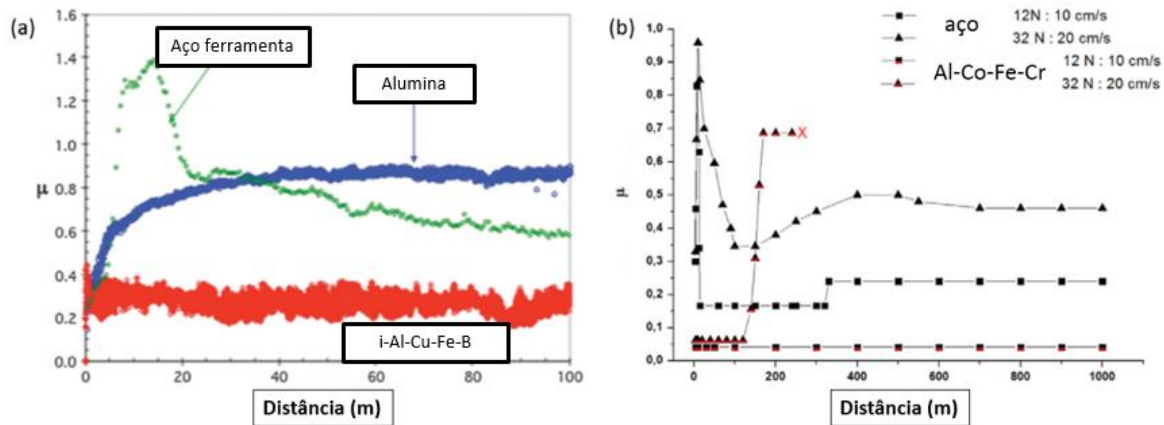 (a)
1.6
1.4
1.2
1.0
0.8
0.6
0.4
0.2
0.0
μ
Aço ferramenta
Alumina
i-Al-Cu-Fe-B
0
20
40
60
80
100
Distância (m)
(b)
aço
12N : 10 cm/s
32 N : 20 cm/s
Al-Co-Fe-Cr
12 N : 10 cm/s
32 N : 20 cm/s
1,0
0,9
0,8
0,7
0,6
0,5
0,4
0,3
0,2
0,1
0,0
μ
X
0
200
400
600
800
1000
Distância (m)